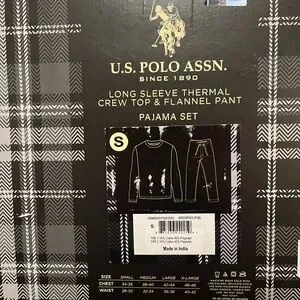 U.S. POLO ASSN.
SINCE 1890
LONG SLEEVE THERMAL
CREW TOP & FLANNEL PANT
PAJAMA SET
S
S
Made in India
SIZE SMALL MEDIUM LARGE X-LARGE
CHEST 34-36 38-40 42-44 46-48
WAIST 28-30 32-34 36-38 40-42